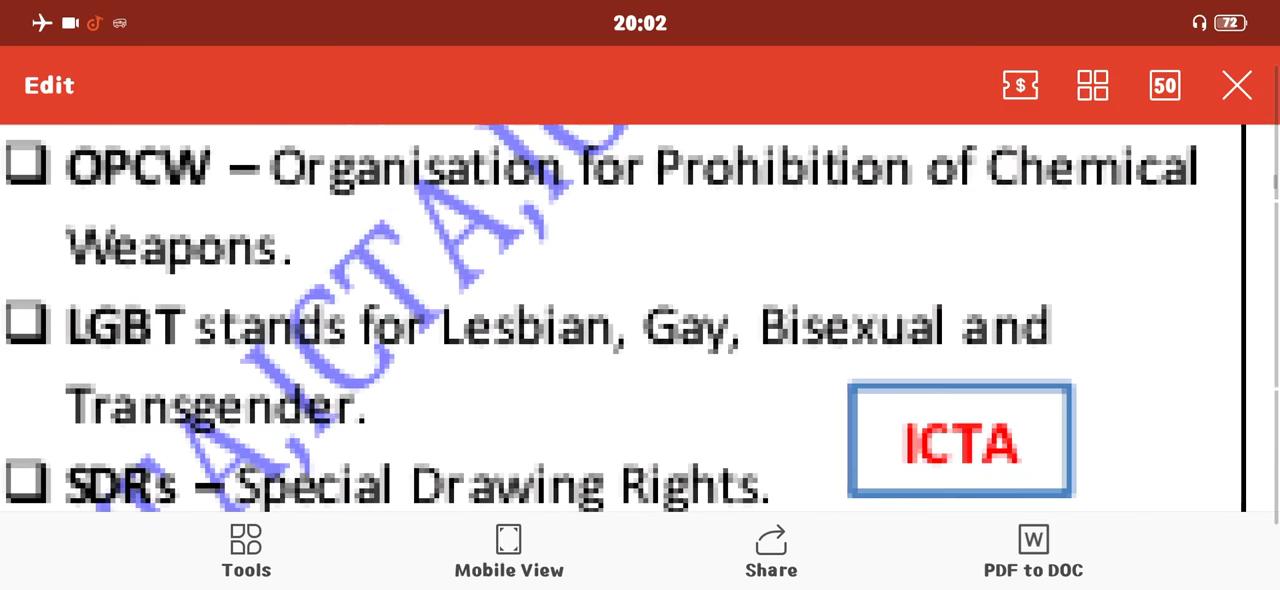 20:02
72
Edit
$
50
❑ OPCW – Organisation for Prohibition of Chemical
Weapons.
❑ LGBT stands for Lesbian, Gay, Bisexual and
Transgender.
❑ SDRs – Special Drawing Rights.
ICTA
A,ICTA,I
Tools
Mobile View
Share
W
PDF to DOC